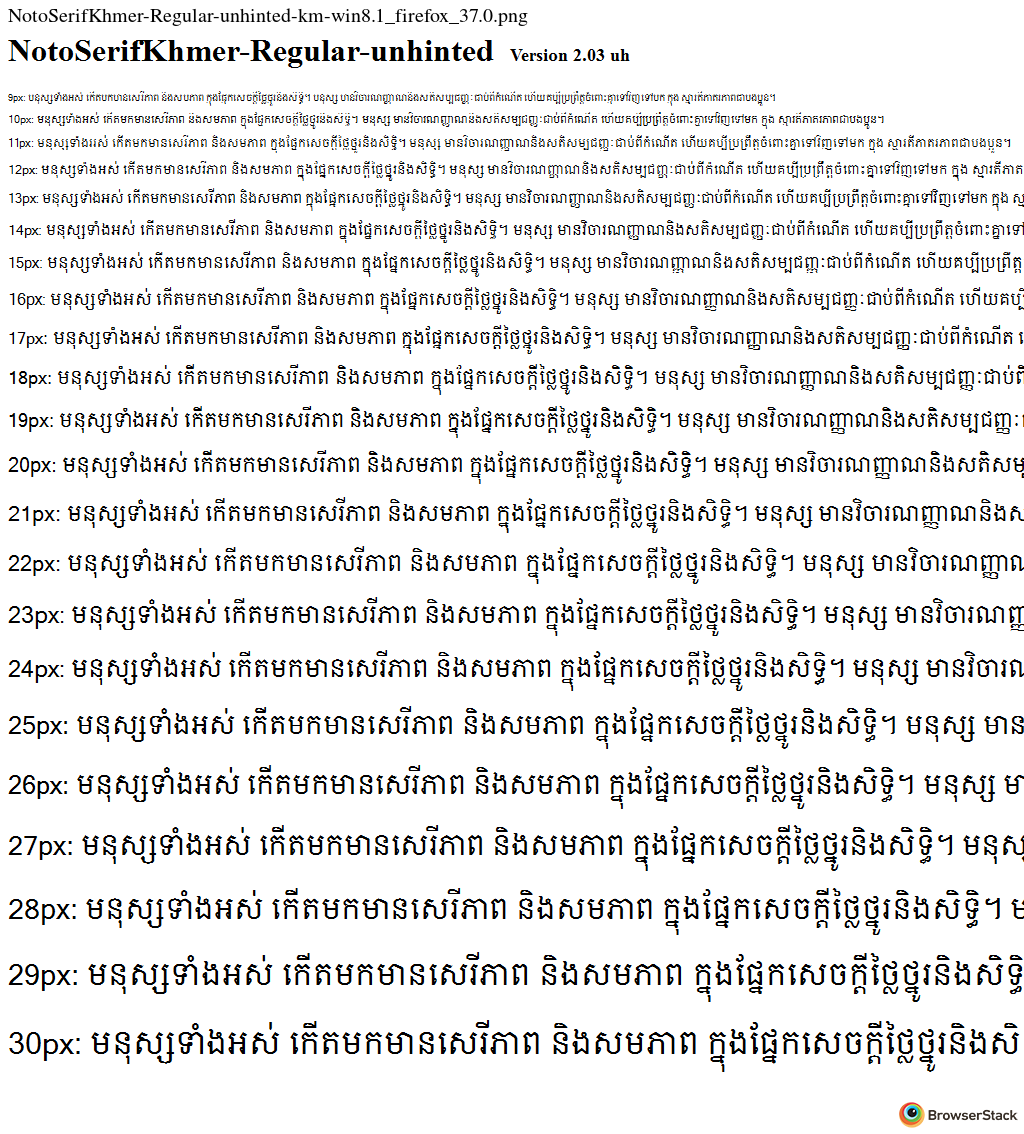 NotoSerifKhmer-Regular-unhinted-km-win8.1_firefox_37.0.png
NotoSerifKhmer-Regular-unhinted Version 2.03 uh
9px: មនុស្សទាំងអស់ កើតមកមានសេរីភាព និងសមភាព ក្នុងផ្នែកសេចក្ដីថ្លៃថ្នូរនិងសិទ្ធិ។ មនុស្ស មានវិចារណញ្ញាណនិងសតិសម្បជញ្ញៈជាប់ពីកំណើត ហើយគប្បីប្រព្រឹត្ដចំពោះគ្នាទៅវិញទៅមក ក្នុង ស្មារតីភាតរភាពជាបងប្អូន។
10px: មនុស្សទាំងអស់ កើតមកមានសេរីភាព និងសមភាព ក្នុងផ្នែកសេចក្ដីថ្លៃថ្នូរនិងសិទ្ធិ។ មនុស្ស មានវិចារណញ្ញាណនិងសតិសម្បជញ្ញៈជាប់ពីកំណើត ហើយគប្បីប្រព្រឹត្ដចំពោះគ្នាទៅវិញទៅមក ក្នុង ស្មារតីភាតរភាពជាបងប្អូន។
11px: មនុស្សទាំងអស់ កើតមកមានសេរីភាព និងសមភាព ក្នុងផ្នែកសេចក្ដីថ្លៃថ្នូរនិងសិទ្ធិ។ មនុស្ស មានវិចារណញ្ញាណនិងសតិសម្បជញ្ញៈជាប់ពីកំណើត ហើយគប្បីប្រព្រឹត្ដចំពោះគ្នាទៅវិញទៅមក ក្នុង ស្មារតីភាតរភាពជាបងប្អូន។
12px: មនុស្សទាំងអស់ កើតមកមានសេរីភាព និងសមភាព ក្នុងផ្នែកសេចក្ដីថ្លៃថ្នូរនិងសិទ្ធិ។ មនុស្ស មានវិចារណញ្ញាណនិងសតិសម្បជញ្ញៈជាប់ពីកំណើត ហើយគប្បីប្រព្រឹត្ដចំពោះគ្នាទៅវិញទៅមក ក្នុង ស្មារតីភាត
13px: មនុស្សទាំងអស់ កើតមកមានសេរីភាព និងសមភាព ក្នុងផ្នែកសេចក្ដីថ្លៃថ្នូរនិងសិទ្ធិ។ មនុស្ស មានវិចារណញ្ញាណនិងសតិសម្បជញ្ញៈជាប់ពីកំណើត ហើយគប្បីប្រព្រឹត្ដចំពោះគ្នាទៅវិញទៅមក ក្នុង ស្ម
14px: មនុស្សទាំងអស់ កើតមកមានសេរីភាព និងសមភាព ក្នុងផ្នែកសេចក្ដីថ្លៃថ្នូរនិងសិទ្ធិ។ មនុស្ស មានវិចារណញ្ញាណនិងសតិសម្បជញ្ញៈជាប់ពីកំណើត ហើយគប្បីប្រព្រឹត្ដចំពោះគ្នាទៅ
15px: មនុស្សទាំងអស់ កើតមកមានសេរីភាព និងសមភាព ក្នុងផ្នែកសេចក្ដីថ្លៃថ្នូរនិងសិទ្ធិ។ មនុស្ស មានវិចារណញ្ញាណនិងសតិសម្បជញ្ញៈជាប់ពីកំណើត ហើយគប្បីប្រព្រឹត្ដ
16px: មនុស្សទាំងអស់ កើតមកមានសេរីភាព និងសមភាព ក្នុងផ្នែកសេចក្ដីថ្លៃថ្នូរនិងសិទ្ធិ។ មនុស្ស មានវិចារណញ្ញាណនិងសតិសម្បជញ្ញៈជាប់ពីកំណើត ហើយគប្បី
17px: មនុស្សទាំងអស់ កើតមកមានសេរីភាព និងសមភាព ក្នុងផ្នែកសេចក្ដីថ្លៃថ្នូរនិងសិទ្ធិ។ មនុស្ស មានវិចារណញ្ញាណនិងសតិសម្បជញ្ញៈជាប់ពីកំណើត
18px: មនុស្សទាំងអស់ កើតមកមានសេរីភាព និងសមភាព ក្នុងផ្នែកសេចក្ដីថ្លៃថ្នូរនិងសិទ្ធិ។ មនុស្ស មានវិចារណញ្ញាណនិងសតិសម្បជញ្ញៈជាប់ពី
19px: មនុស្សទាំងអស់ កើតមកមានសេរីភាព និងសមភាព ក្នុងផ្នែកសេចក្ដីថ្លៃថ្នូរនិងសិទ្ធិ។ មនុស្ស មានវិចារណញ្ញាណនិងសតិសម្បជញ្ញៈ
20px: មនុស្សទាំងអស់ កើតមកមានសេរីភាព និងសមភាព ក្នុងផ្នែកសេចក្ដីថ្លៃថ្នូរនិងសិទ្ធិ។ មនុស្ស មានវិចារណញ្ញាណនិងសតិសម្ប
21px: មនុស្សទាំងអស់ កើតមកមានសេរីភាព និងសមភាព ក្នុងផ្នែកសេចក្ដីថ្លៃថ្នូរនិងសិទ្ធិ។ មនុស្ស មានវិចារណញ្ញាណនិងស
22px: មនុស្សទាំងអស់ កើតមកមានសេរីភាព និងសមភាព ក្នុងផ្នែកសេចក្ដីថ្លៃថ្នូរនិងសិទ្ធិ។ មនុស្ស មានវិចារណញ្ញាណ
23px: មនុស្សទាំងអស់ កើតមកមានសេរីភាព និងសមភាព ក្នុងផ្នែកសេចក្ដីថ្លៃថ្នូរនិងសិទ្ធិ។ មនុស្ស មានវិចារណញ្ញ
24px: មនុស្សទាំងអស់ កើតមកមានសេរីភាព និងសមភាព ក្នុងផ្នែកសេចក្ដីថ្លៃថ្នូរនិងសិទ្ធិ។ មនុស្ស មានវិចារណ
25px: មនុស្សទាំងអស់ កើតមកមានសេរីភាព និងសមភាព ក្នុងផ្នែកសេចក្ដីថ្លៃថ្នូរនិងសិទ្ធិ។ មនុស្ស មាន
26px: មនុស្សទាំងអស់ កើតមកមានសេរីភាព និងសមភាព ក្នុងផ្នែកសេចក្ដីថ្លៃថ្នូរនិងសិទ្ធិ។ មនុស្ស មា
27px: មនុស្សទាំងអស់ កើតមកមានសេរីភាព និងសមភាព ក្នុងផ្នែកសេចក្ដីថ្លៃថ្នូរនិងសិទ្ធិ។ មនុស្ស
28px: មនុស្សទាំងអស់ កើតមកមានសេរីភាព និងសមភាព ក្នុងផ្នែកសេចក្ដីថ្លៃថ្នូរនិងសិទ្ធិ។ ម
29px: មនុស្សទាំងអស់ កើតមកមានសេរីភាព និងសមភាព ក្នុងផ្នែកសេចក្ដីថ្លៃថ្នូរនិងសិទ្ធិ
30px: មនុស្សទាំងអស់ កើតមកមានសេរីភាព និងសមភាព ក្នុងផ្នែកសេចក្ដីថ្លៃថ្នូរនិងសិ
BrowserStack